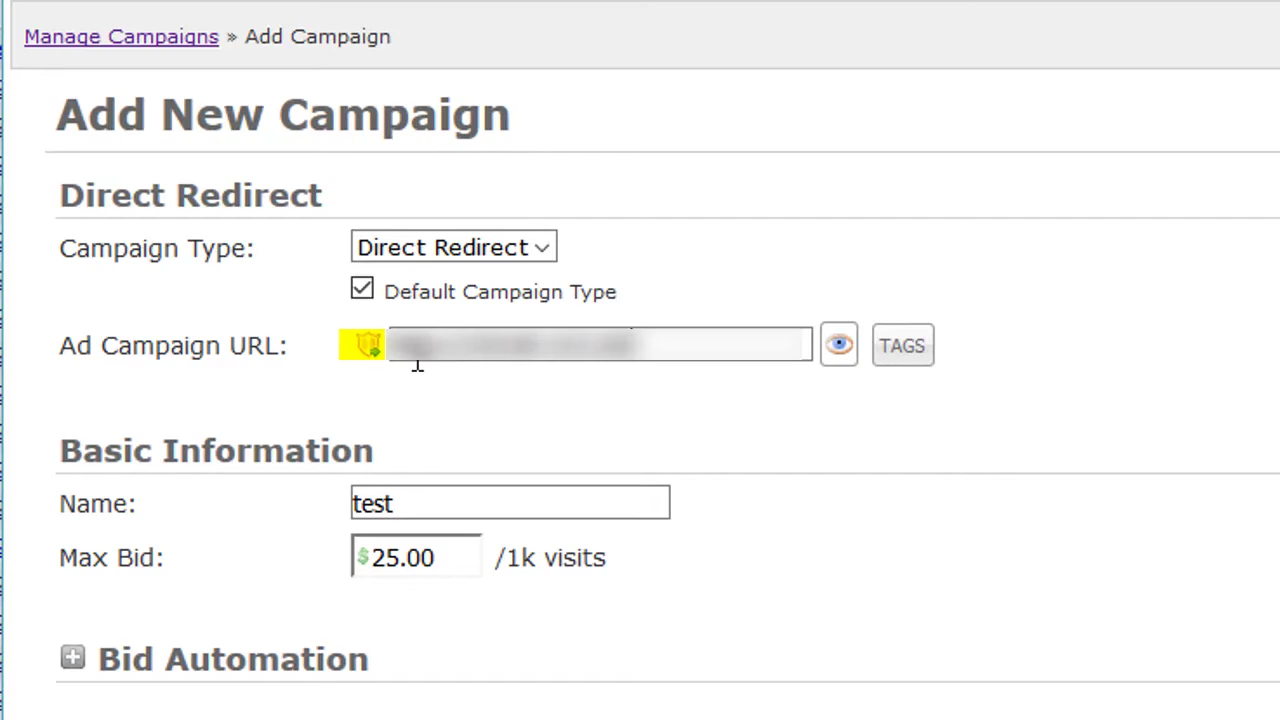 Manage Campaigns » Add Campaign
Add New Campaign
Direct Redirect
Campaign Type: Direct Redirect
Default Campaign Type
Ad Campaign URL: TAGS
Basic Information
Name: test
Max Bid: $25.00 /1k visits
Bid Automation